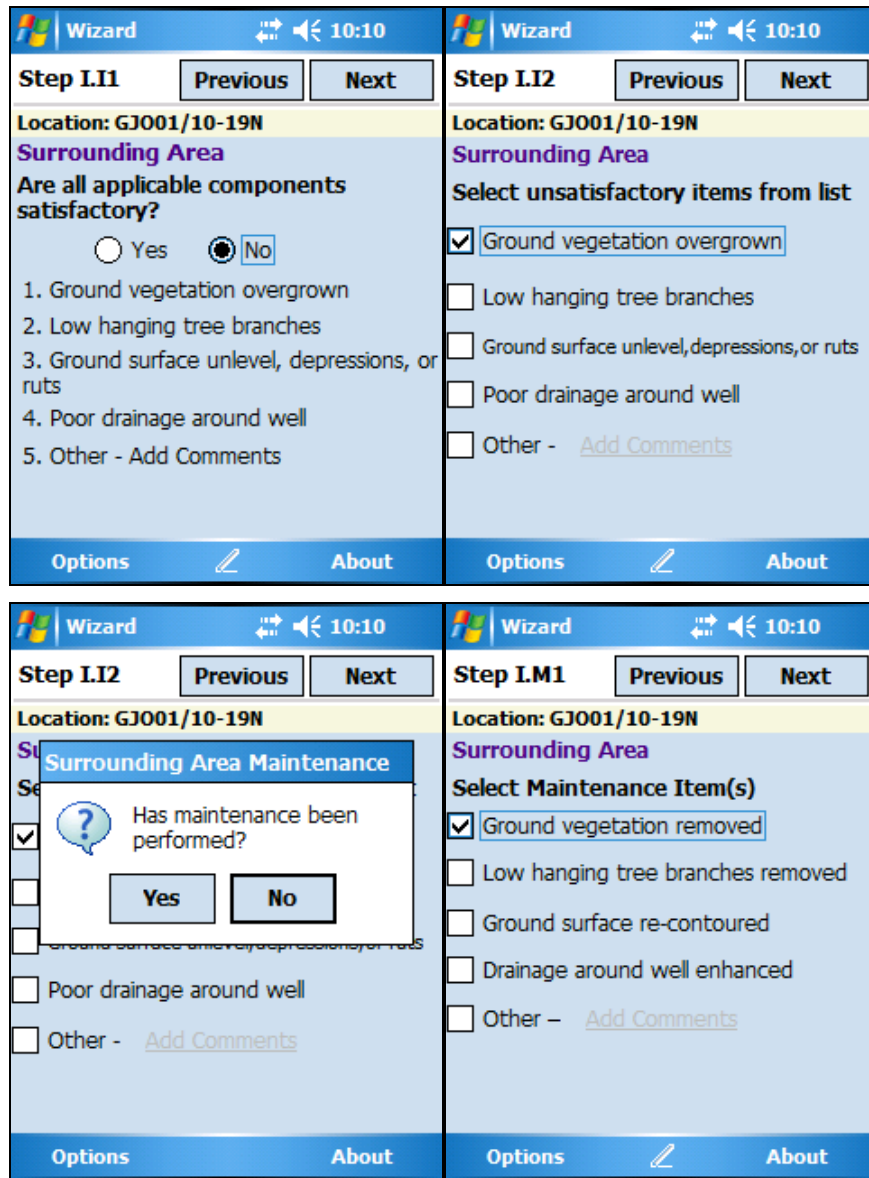 Wizard 10:10
Step I.I1 Previous Next
Location: GJO01/10-19N
Surrounding Area
Are all applicable components
satisfactory?
Yes No
1. Ground vegetation overgrown
2. Low hanging tree branches
3. Ground surface unlevel, depressions, or
ruts
4. Poor drainage around well
5. Other - Add Comments
Options About
Wizard 10:10
Step I.I2 Previous Next
Location: GJO01/10-19N
Surrounding Area
Select unsatisfactory items from list
Ground vegetation overgrown
Low hanging tree branches
Ground surface unlevel,depressions,or ruts
Poor drainage around well
Other - Add Comments
Options About
Wizard 10:10
Step I.I2 Previous Next
Location: GJO01/10-19N
Su
Surrounding Area Maintenance
Se
Has maintenance been
performed?
Yes No
Ground surface unlevel,depressions,or ruts
Poor drainage around well
Other - Add Comments
Options About
Wizard 10:10
Step I.M1 Previous Next
Location: GJO01/10-19N
Surrounding Area
Select Maintenance Item(s)
Ground vegetation removed
Low hanging tree branches removed
Ground surface re-contoured
Drainage around well enhanced
Other – Add Comments
Options About